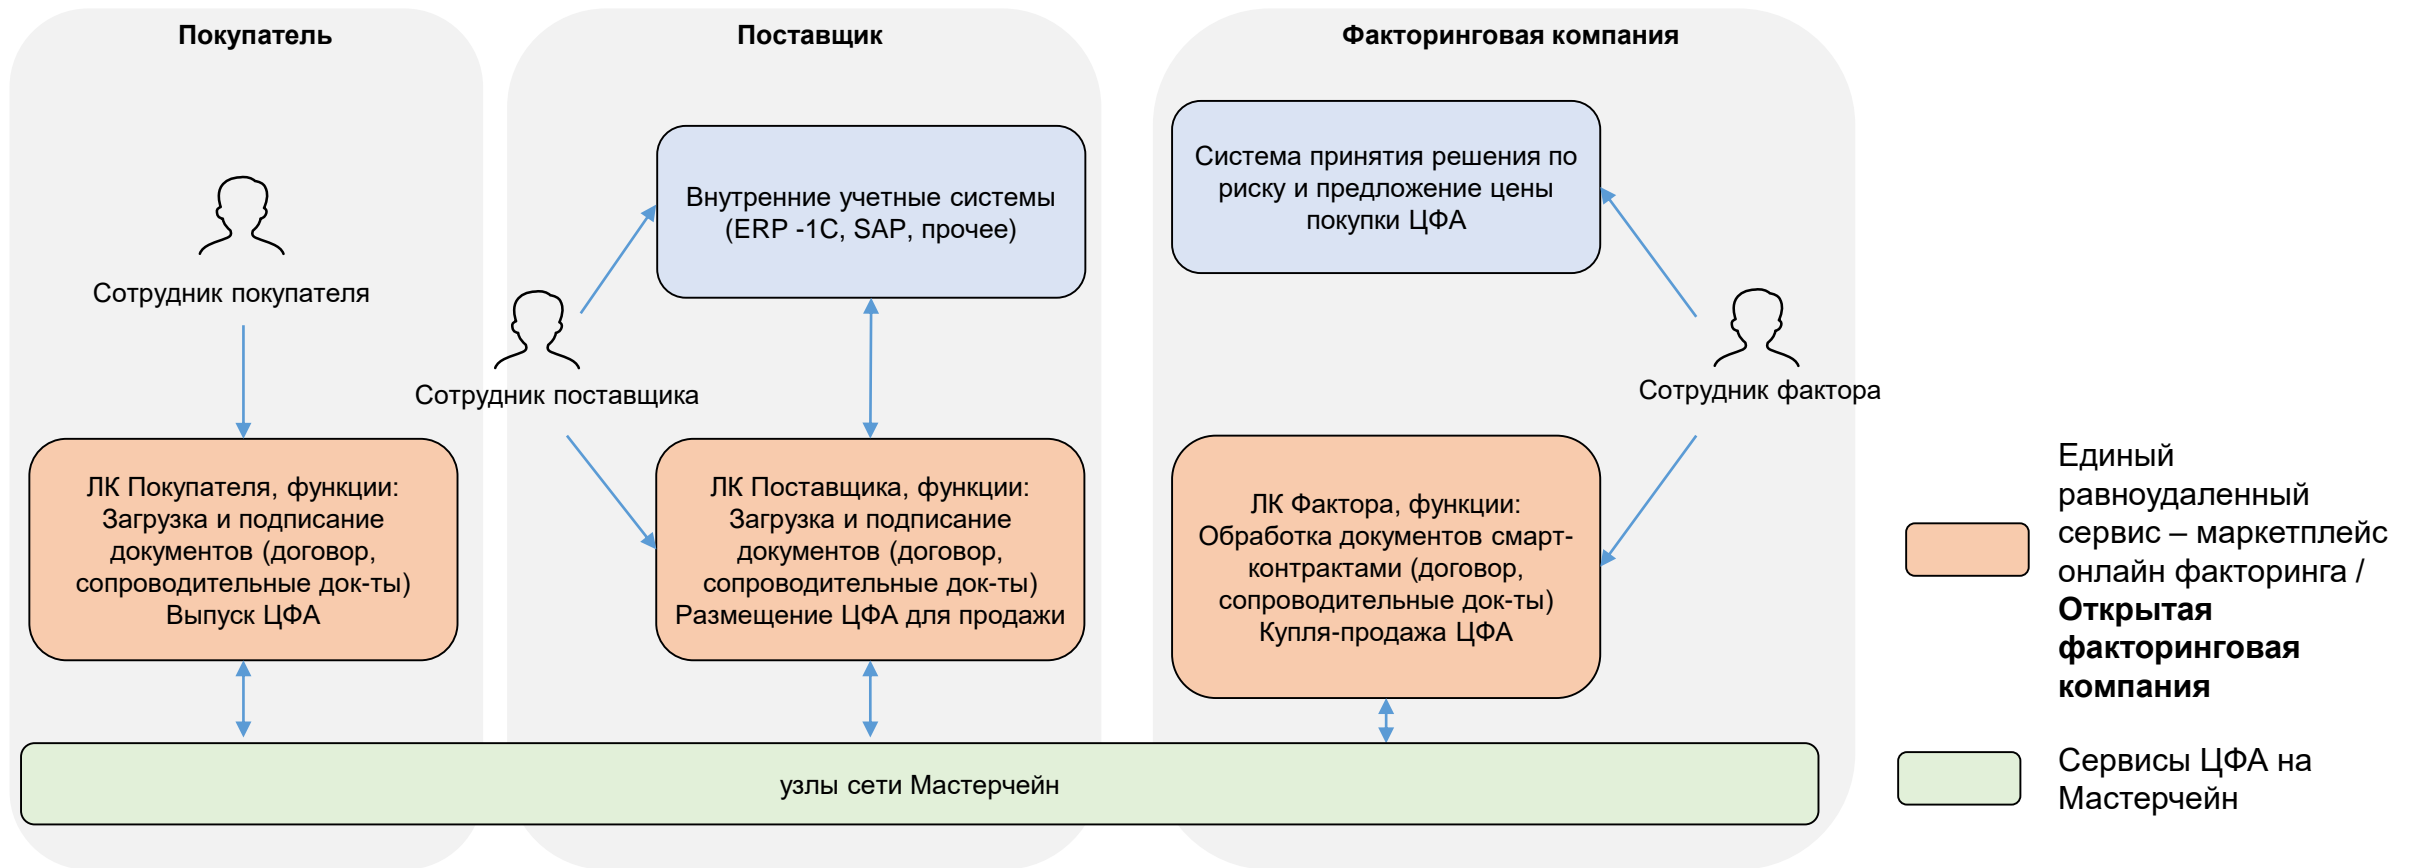 Покупатель
Сотрудник покупателя
ЛК Покупателя, функции:
Загрузка и подписание
документов (договор,
сопроводительные док-ты)
Выпуск ЦФА
Поставщик
Внутренние учетные системы
(ERP -1С, SAP, прочее)
Сотрудник поставщика
ЛК Поставщика, функции:
Загрузка и подписание
документов (договор,
сопроводительные док-ты)
Размещение ЦФА для продажи
Факторинговая компания
Система принятия решения по
риску и предложение цены
покупки ЦФА
Сотрудник фактора
ЛК Фактора, функции:
Обработка документов смарт-
контрактами (договор,
сопроводительные док-ты)
Купля-продажа ЦФА
узлы сети Мастерчейн
Единый
равноудаленный
сервис – маркетплейс
онлайн факторинга /
Открытая
факторинговая
компания
Сервисы ЦФА на
Мастерчейн